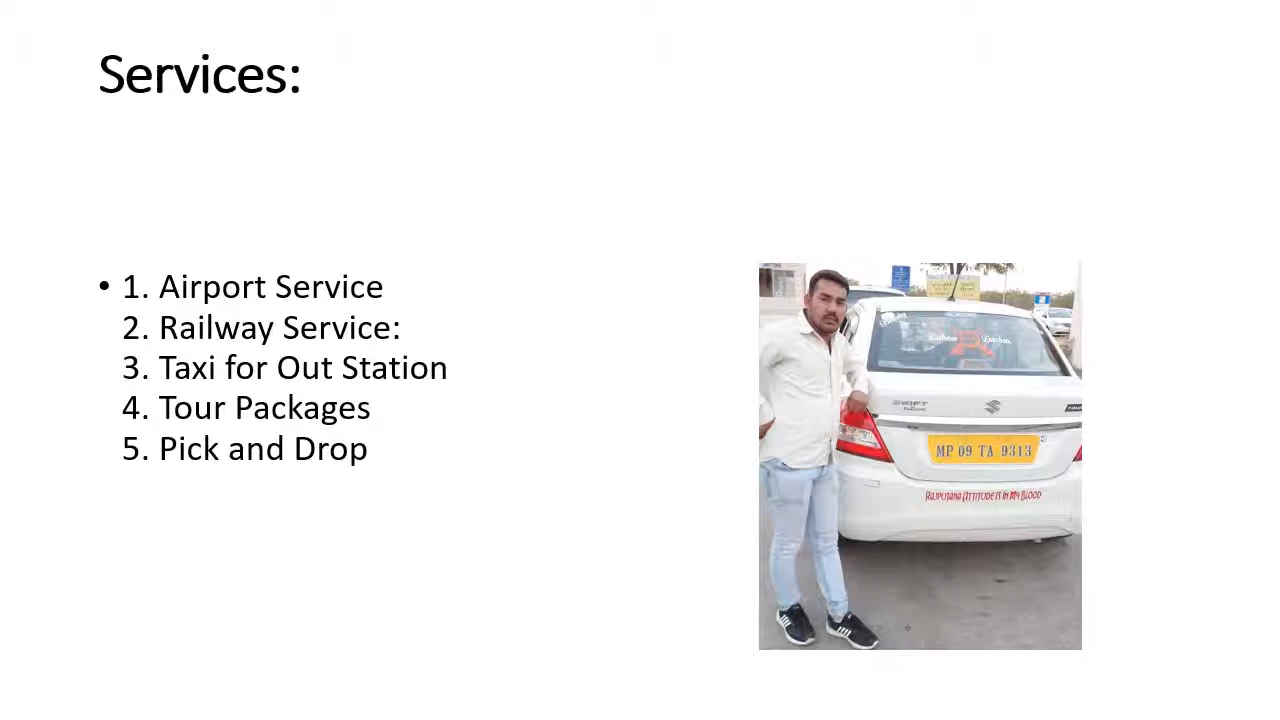 Services:
• 1. Airport Service
2. Railway Service:
3. Taxi for Out Station
4. Tour Packages
5. Pick and Drop
SWIFT
MP 09 TA 9313
RAJPUTANA ATTITUDE IS IN MY BLOOD